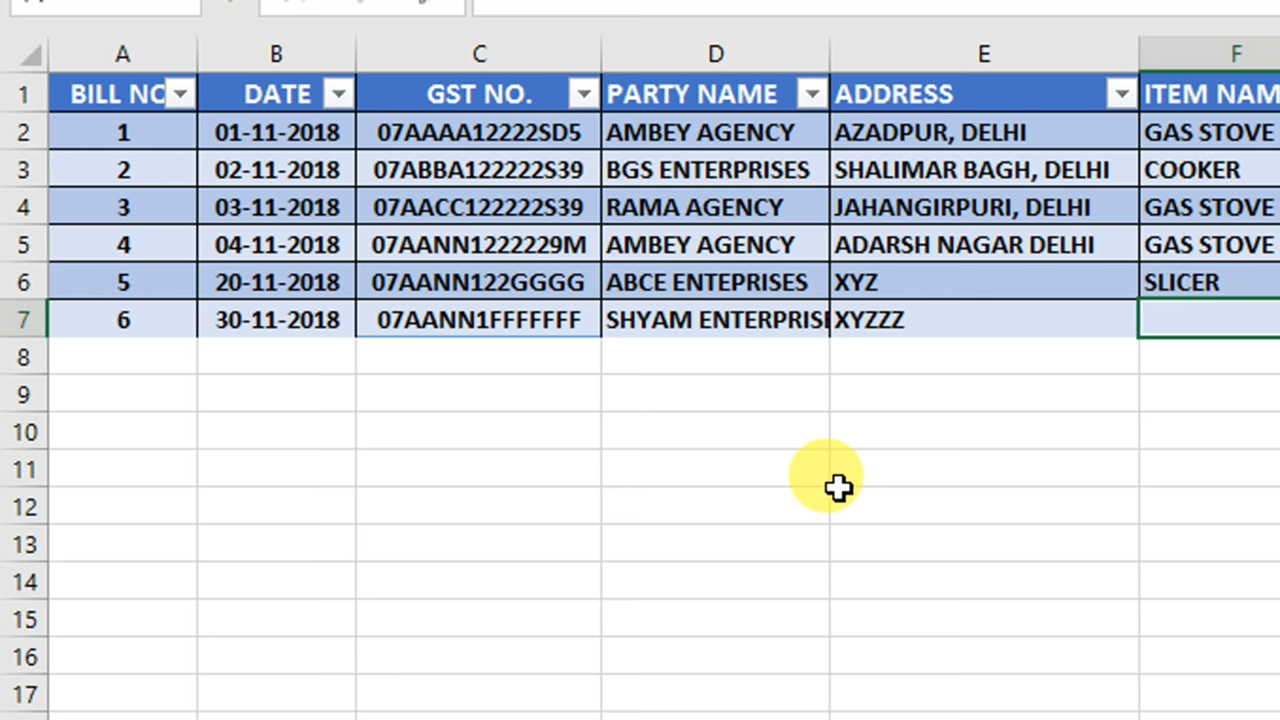 A B C D E F
1 BILL NO DATE GST NO. PARTY NAME ADDRESS ITEM NAM
2 1 01-11-2018 07AAAA12222SD5 AMBEY AGENCY AZADPUR, DELHI GAS STOVE
3 2 02-11-2018 07ABBA122222S39 BGS ENTERPRISES SHALIMAR BAGH, DELHI COOKER
4 3 03-11-2018 07AACC122222S39 RAMA AGENCY JAHANGIRPURI, DELHI GAS STOVE
5 4 04-11-2018 07AANN1222229M AMBEY AGENCY ADARSH NAGAR DELHI GAS STOVE
6 5 20-11-2018 07AANN122GGGG ABCE ENTEPRISES XYZ SLICER
7 6 30-11-2018 07AANN1FFFFFFF SHYAM ENTERPRISE XYZZZ
8
9
10
11
12
13
14
15
16
17